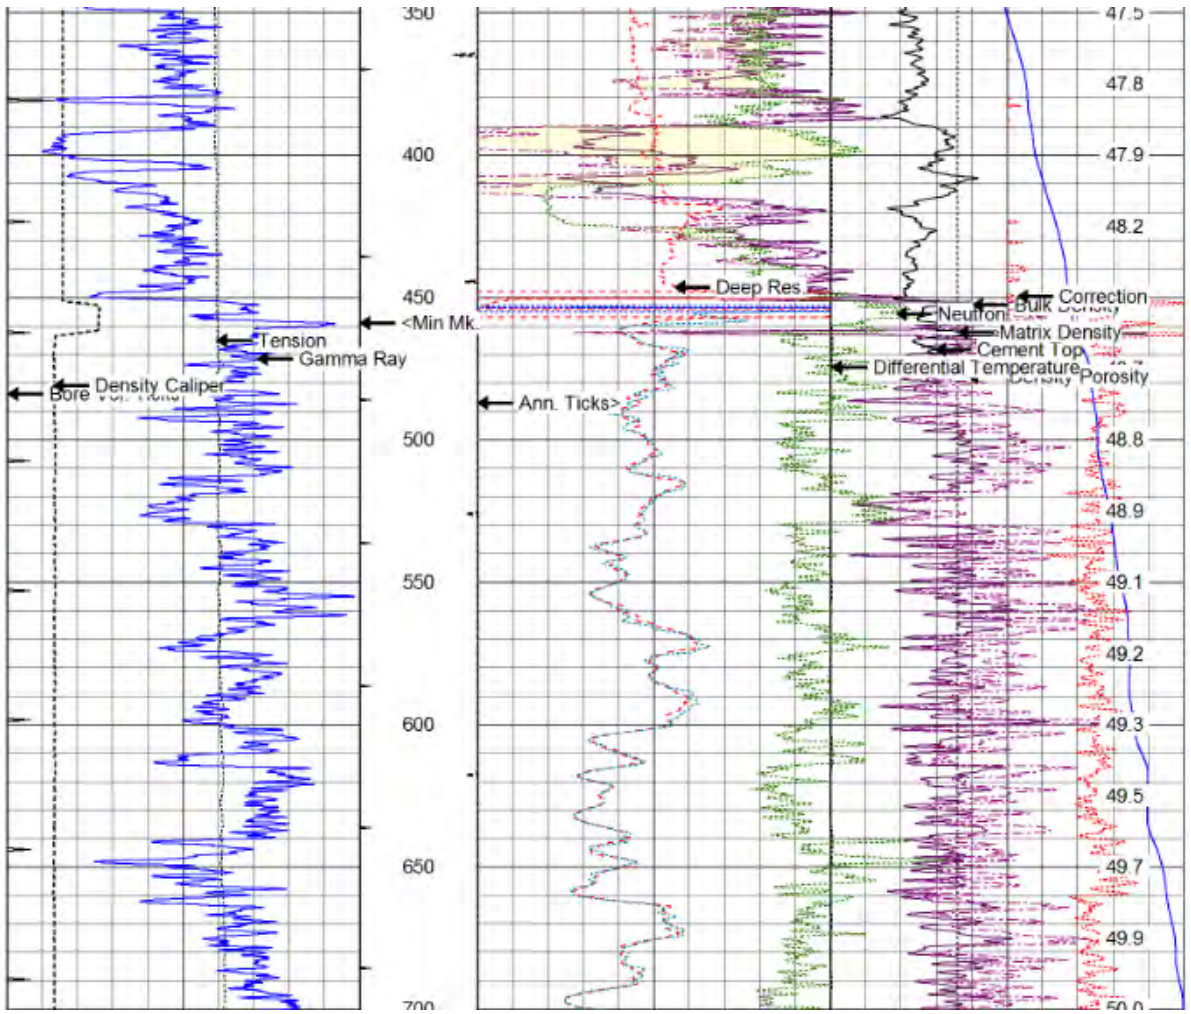 350
47.5
47.8
400
47.9
48.2
Deep Res.
450
Correction
Bulk Density
<Min Mk.
Neutron
Matrix Density
Tension
Cement Top
Gamma Ray
Differential Temperature
Density Porosity
Density Caliper
Bore
Ann. Ticks>
500
48.8
48.9
550
49.1
49.2
600
49.3
49.5
650
49.7
49.9
700
50.0